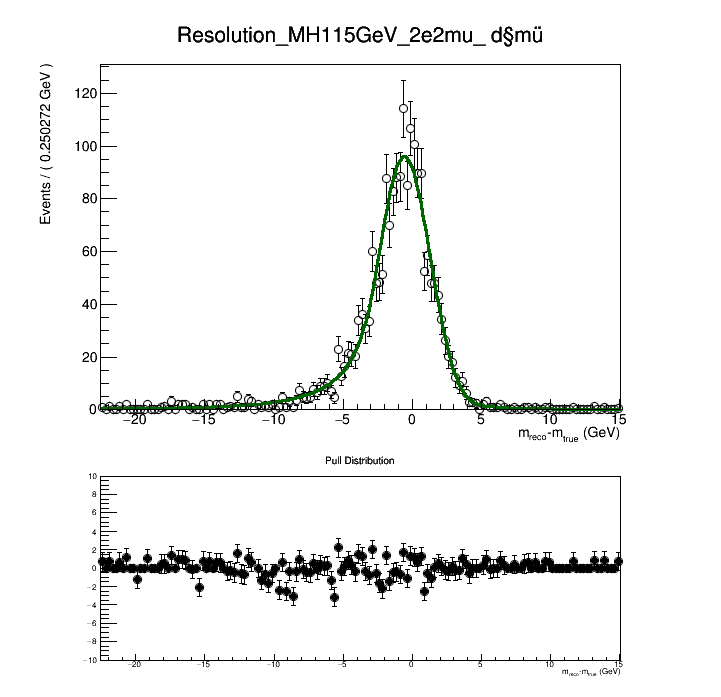 Resolution_MH115GeV_2e2mu_ d§mü
Events / ( 0.250272 GeV )
120
100
80
60
40
20
0
−20 −15 −10 −5 0 5 10 15
m_reco-m_true (GeV)
Pull Distribution
10
8
6
4
2
0
−2
−4
−6
−8
−10
−20 −15 −10 −5 0 5 10 15
m_reco-m_true (GeV)